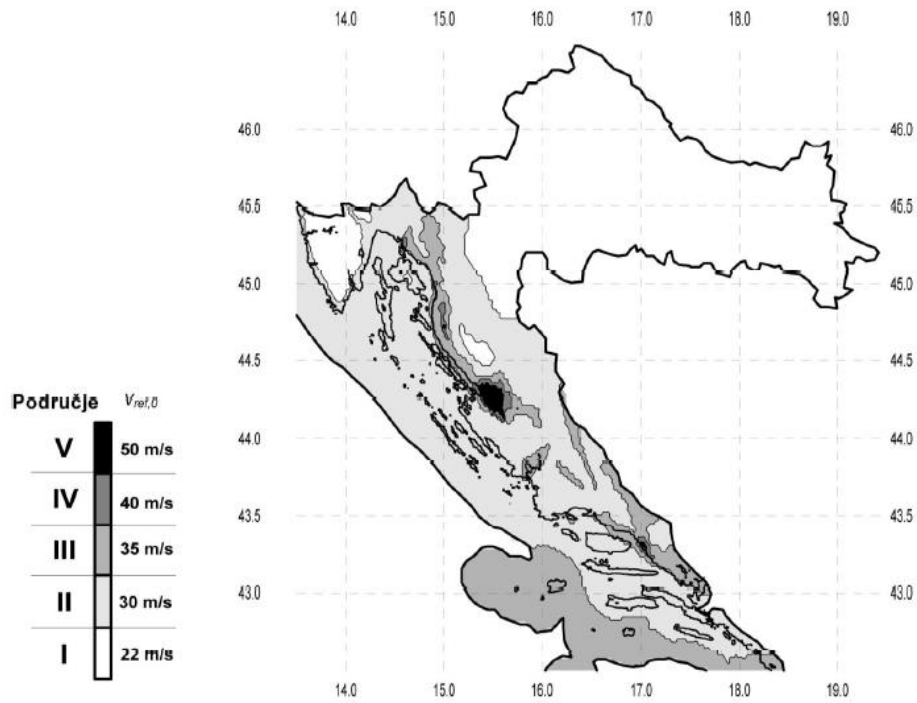 14.0 15.0 16.0 17.0 18.0 19.0
46.0 46.0
45.5 45.5
45.0 45.0
44.5 44.5
44.0 44.0
43.5 43.5
43.0 43.0
14.0 15.0 16.0 17.0 18.0 19.0
Područje Vref,0
V 50 m/s
IV 40 m/s
III 35 m/s
II 30 m/s
I 22 m/s